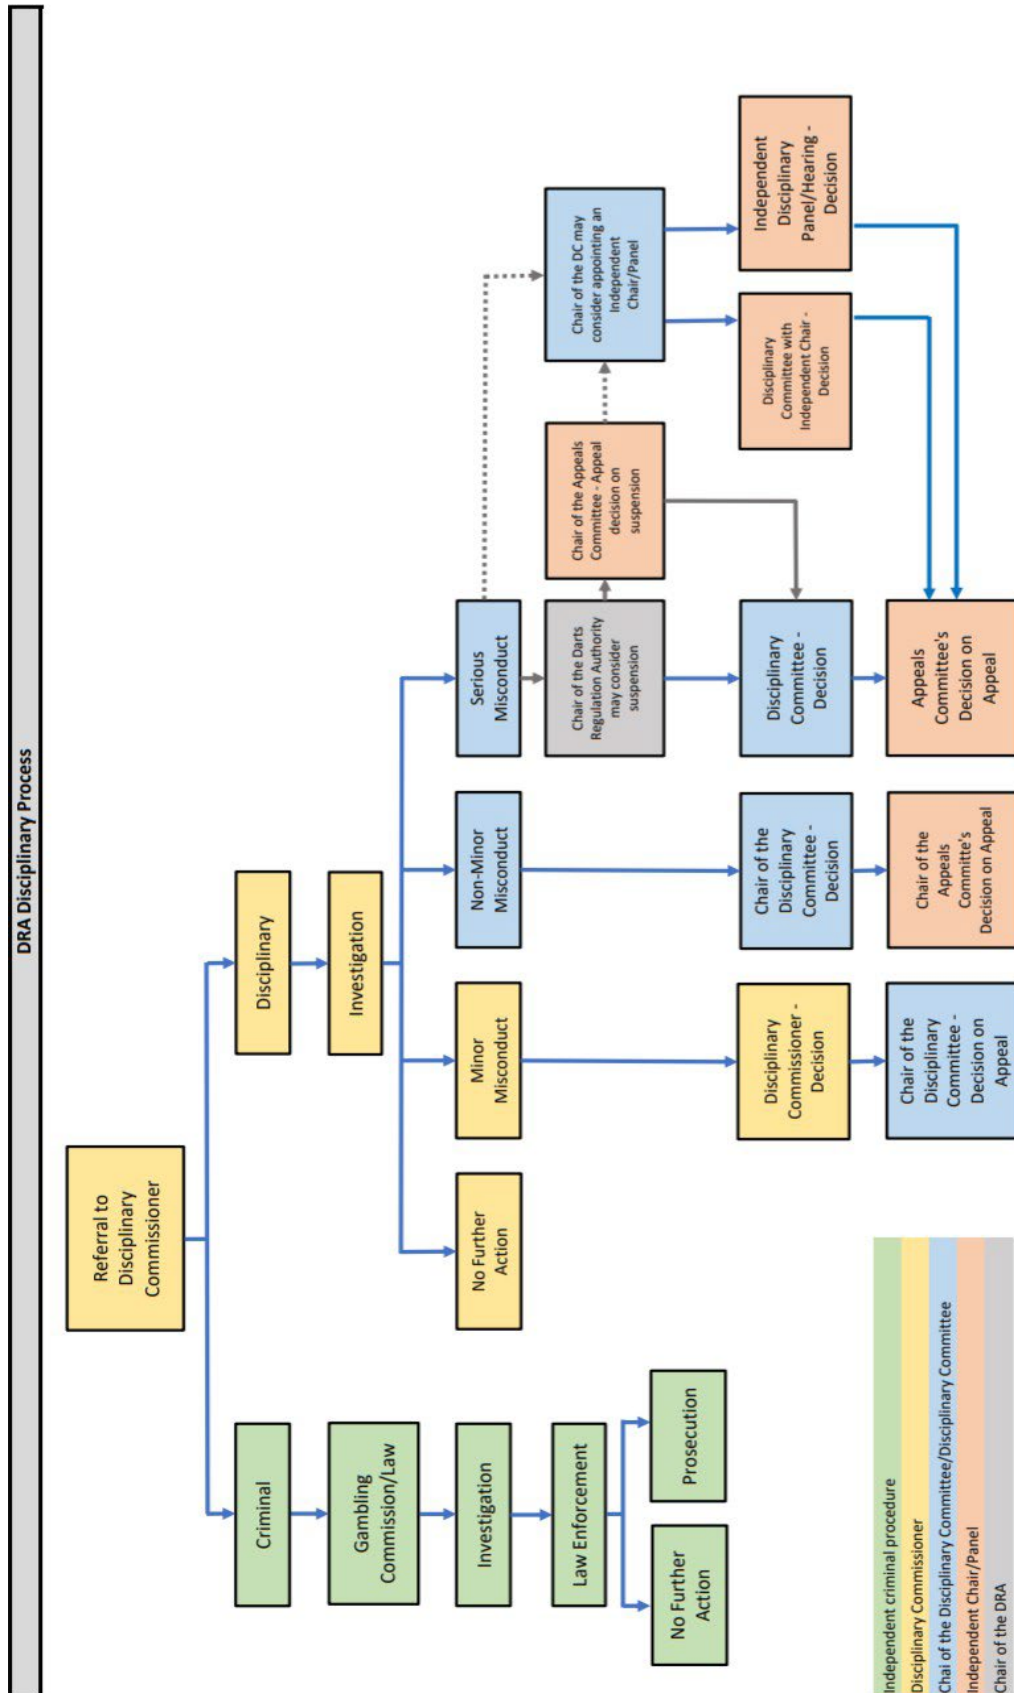 DRA Disciplinary Process
Referral to
Disciplinary
Commissioner
Criminal
Disciplinary
Gambling
Commission/Law
Investigation
Investigation
Law Enforcement
No Further
Action
Minor
Misconduct
Non-Minor
Misconduct
Serious
Misconduct
Chair of the Darts
Regulation Authority
may consider
suspension
Chair of the Appeals
Committee - Appeal
decision on
suspension
Chair of the DC may
consider appointing an
Independent
Chair/Panel
No Further
Action
Prosecution
Disciplinary
Commissioner -
Decision
Chair of the
Disciplinary
Committee -
Decision
Disciplinary
Committee -
Decision
Disciplinary
Committee with
Independent Chair -
Decision
Independent
Disciplinary
Panel/Hearing -
Decision
Chair of the
Disciplinary
Committee -
Decision on
Appeal
Chair of the
Appeals
Committe's
Decision on Appeal
Appeals
Committee's
Decision on
Appeal
Independent criminal procedure
Disciplinary Commissioner
Chai of the Disciplinary Committee/Disciplinary Committee
Independent Chair/Panel
Chair of the DRA